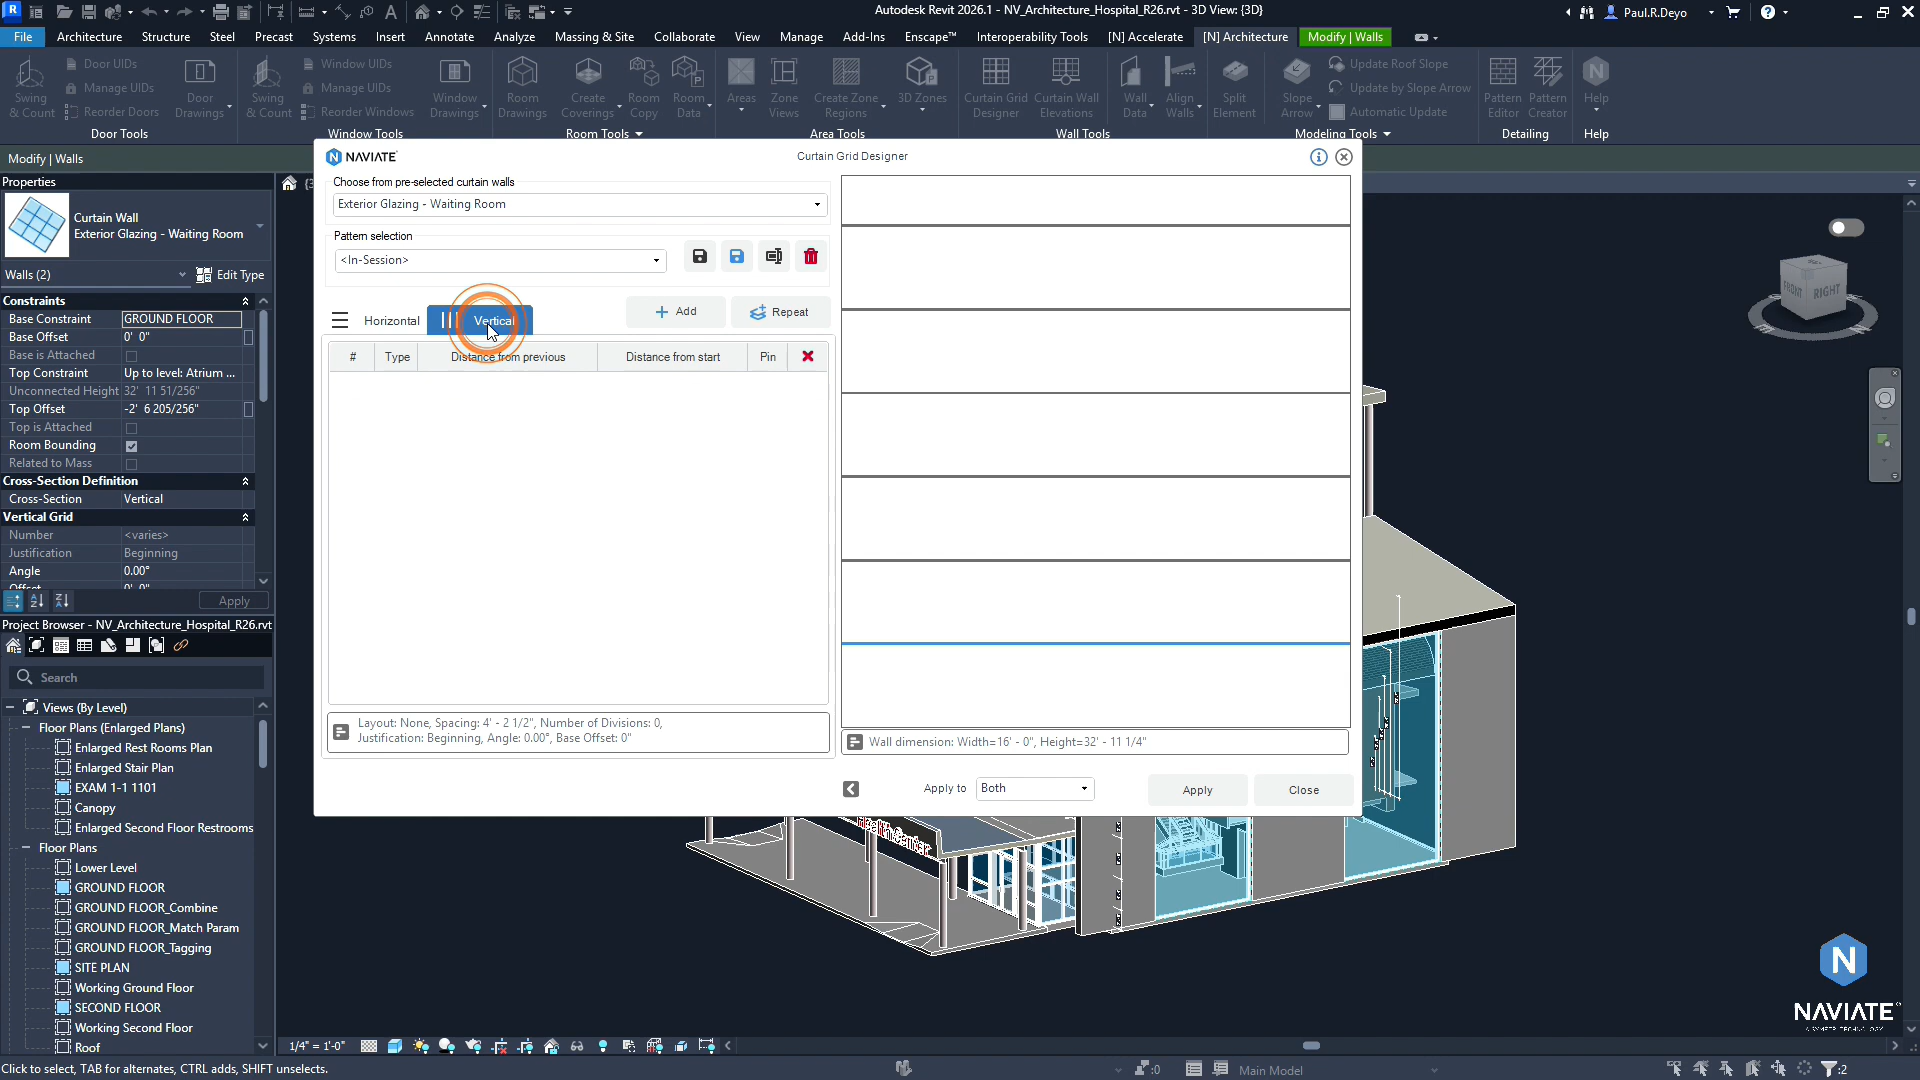 Autodesk Revit 2026.1 - NV_Architecture_Hospital_R26.rvt - 3D View: {3D}
Paul.R.Deyo
File Architecture Structure Steel Precast Systems Insert Annotate Analyze Massing & Site Collaborate View Manage Add-Ins Enscape™ Interoperability Tools [N] Accelerate [N] Architecture Modify | Walls
Swing & Count
Door UIDs
Manage UIDs
Reorder Doors
Door Drawings
Swing & Count
Window UIDs
Manage UIDs
Reorder Windows
Window Drawings
Room Drawings
Create Coverings
Room Copy
Room Data
Areas
Zone Views
Create Zone Regions
3D Zones
Curtain Grid Designer
Curtain Wall Elevations
Wall Data
Align Walls
Split Element
Slope Arrow
Update Roof Slope
Update by Slope Arrow
Automatic Update
Pattern Editor
Pattern Creator
Help
Door Tools Window Tools Room Tools Area Tools Wall Tools Modeling Tools Detailing Help
Modify | Walls
Properties
Curtain Wall
Exterior Glazing - Waiting Room
Walls (2) Edit Type
Constraints
Base Constraint GROUND FLOOR
Base Offset 0' 0"
Base is Attached
Top Constraint Up to level: Atrium ...
Unconnected Height 32' 11 51/256"
Top Offset -2' 6 205/256"
Top is Attached
Room Bounding
Related to Mass
Cross-Section Definition
Cross-Section Vertical
Vertical Grid
Number <varies>
Justification Beginning
Angle 0.00°
Offset 0' 0"
Apply
Project Browser - NV_Architecture_Hospital_R26.rvt
Search
Views (By Level)
Floor Plans (Enlarged Plans)
Enlarged Rest Rooms Plan
Enlarged Stair Plan
EXAM 1-1 1101
Canopy
Enlarged Second Floor Restrooms
Floor Plans
Lower Level
GROUND FLOOR
GROUND FLOOR_Combine
GROUND FLOOR_Match Param
GROUND FLOOR_Tagging
SITE PLAN
Working Ground Floor
SECOND FLOOR
Working Second Floor
Roof
NAVIATE
Curtain Grid Designer
Choose from pre-selected curtain walls
Exterior Glazing - Waiting Room
Pattern selection
<In-Session>
Horizontal
Vertical
Add
Repeat
# Type Distance from previous Distance from start Pin
Layout: None, Spacing: 4' - 2 1/2", Number of Divisions: 0,
Justification: Beginning, Angle: 0.00°, Base Offset: 0"
Wall dimension: Width=16' - 0", Height=32' - 11 1/4"
Apply to Both
Apply
Close
FRONT
RIGHT
Health Center
N
NAVIATE
1/4" = 1'-0"
Click to select, TAB for alternates, CTRL adds, SHIFT unselects.
:0
Main Model
:2